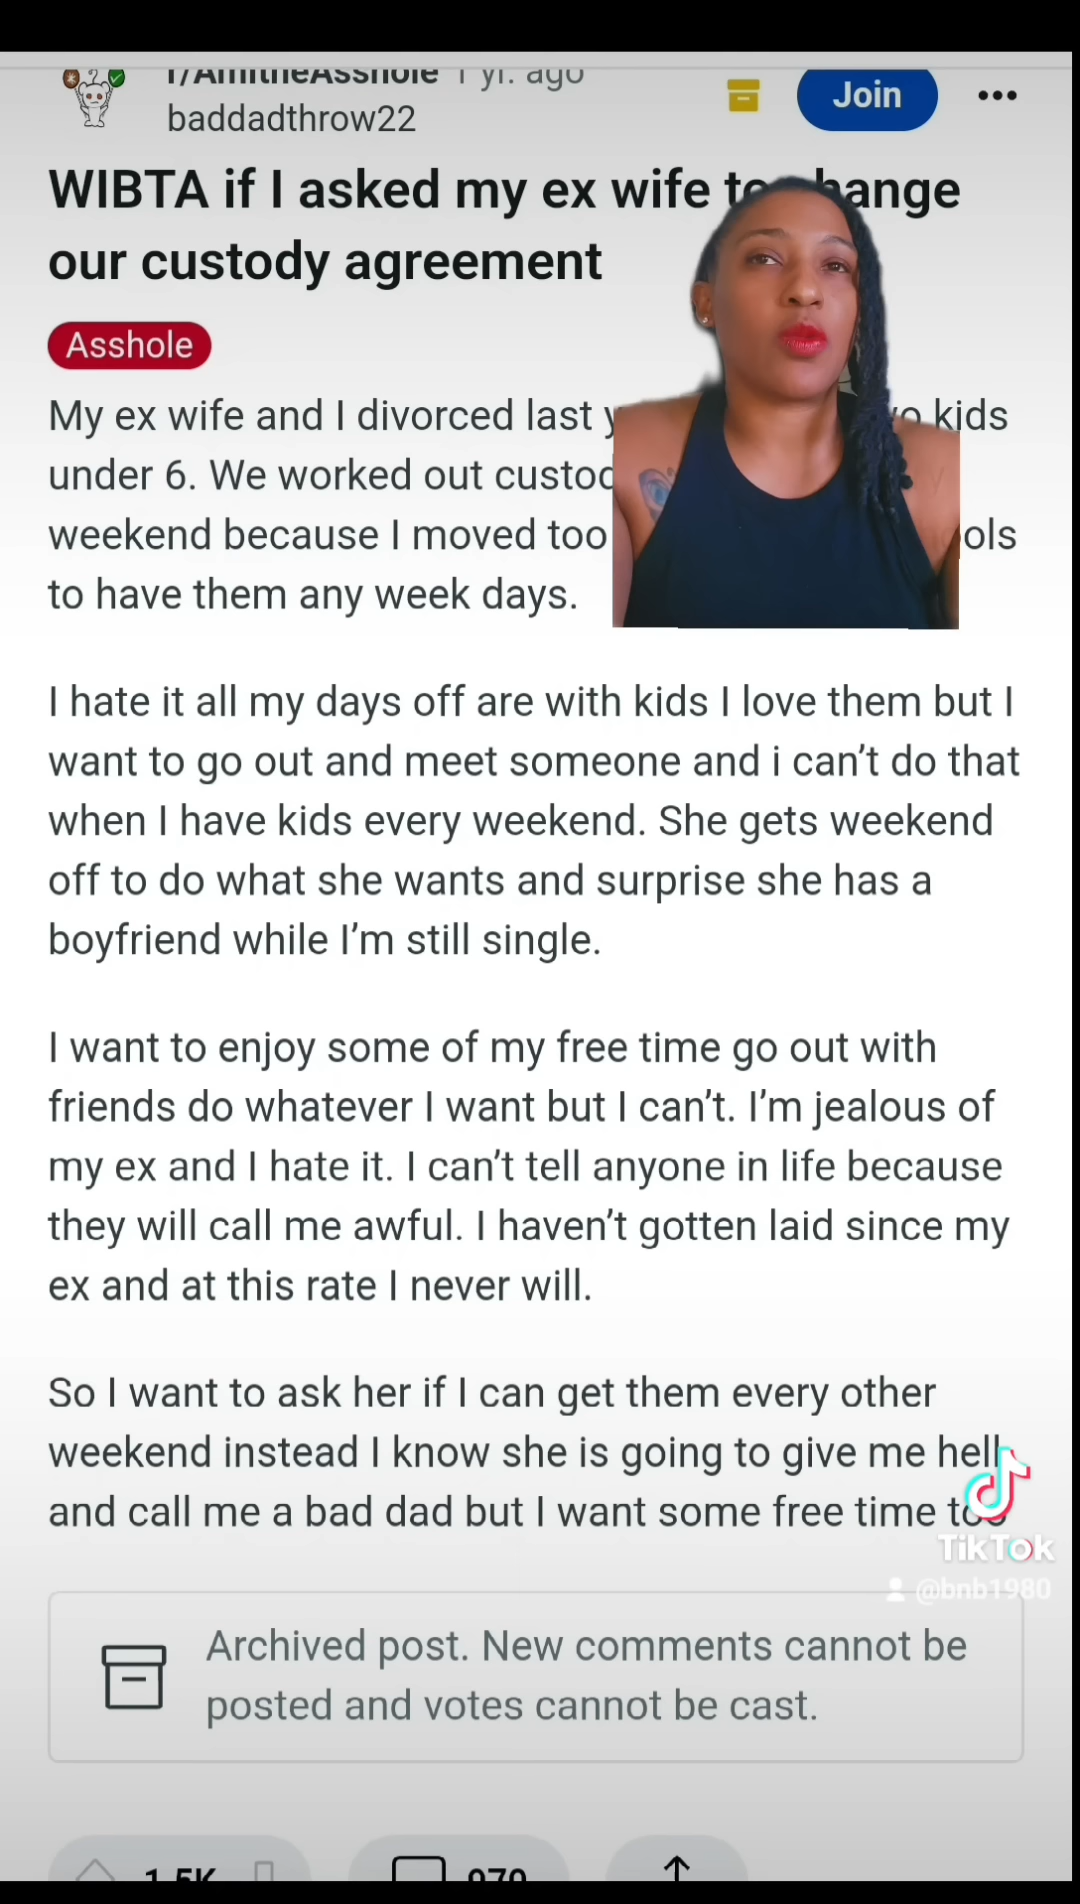 r/AmItheAsshole 1 yr. ago
baddadthrow22
Join
WIBTA if I asked my ex wife to change
our custody agreement
Asshole
My ex wife and I divorced last kids
under 6. We worked out
weekend because I moved too
to have them any week days.
I hate it all my days off are with kids I love them but I
want to go out and meet someone and i can't do that
when I have kids every weekend. She gets weekend
off to do what she wants and surprise she has a
boyfriend while I'm still single.
I want to enjoy some of my free time go out with
friends do whatever I want but I can't. I'm jealous of
my ex and I hate it. I can't tell anyone in life because
they will call me awful. I haven't gotten laid since my
ex and at this rate I never will.
So I want to ask her if I can get them every other
weekend instead I know she is going to give me hell
and call me a bad dad but I want some free time too
TikTok
@bnb1980
Archived post. New comments cannot be
posted and votes cannot be cast.
1.5K